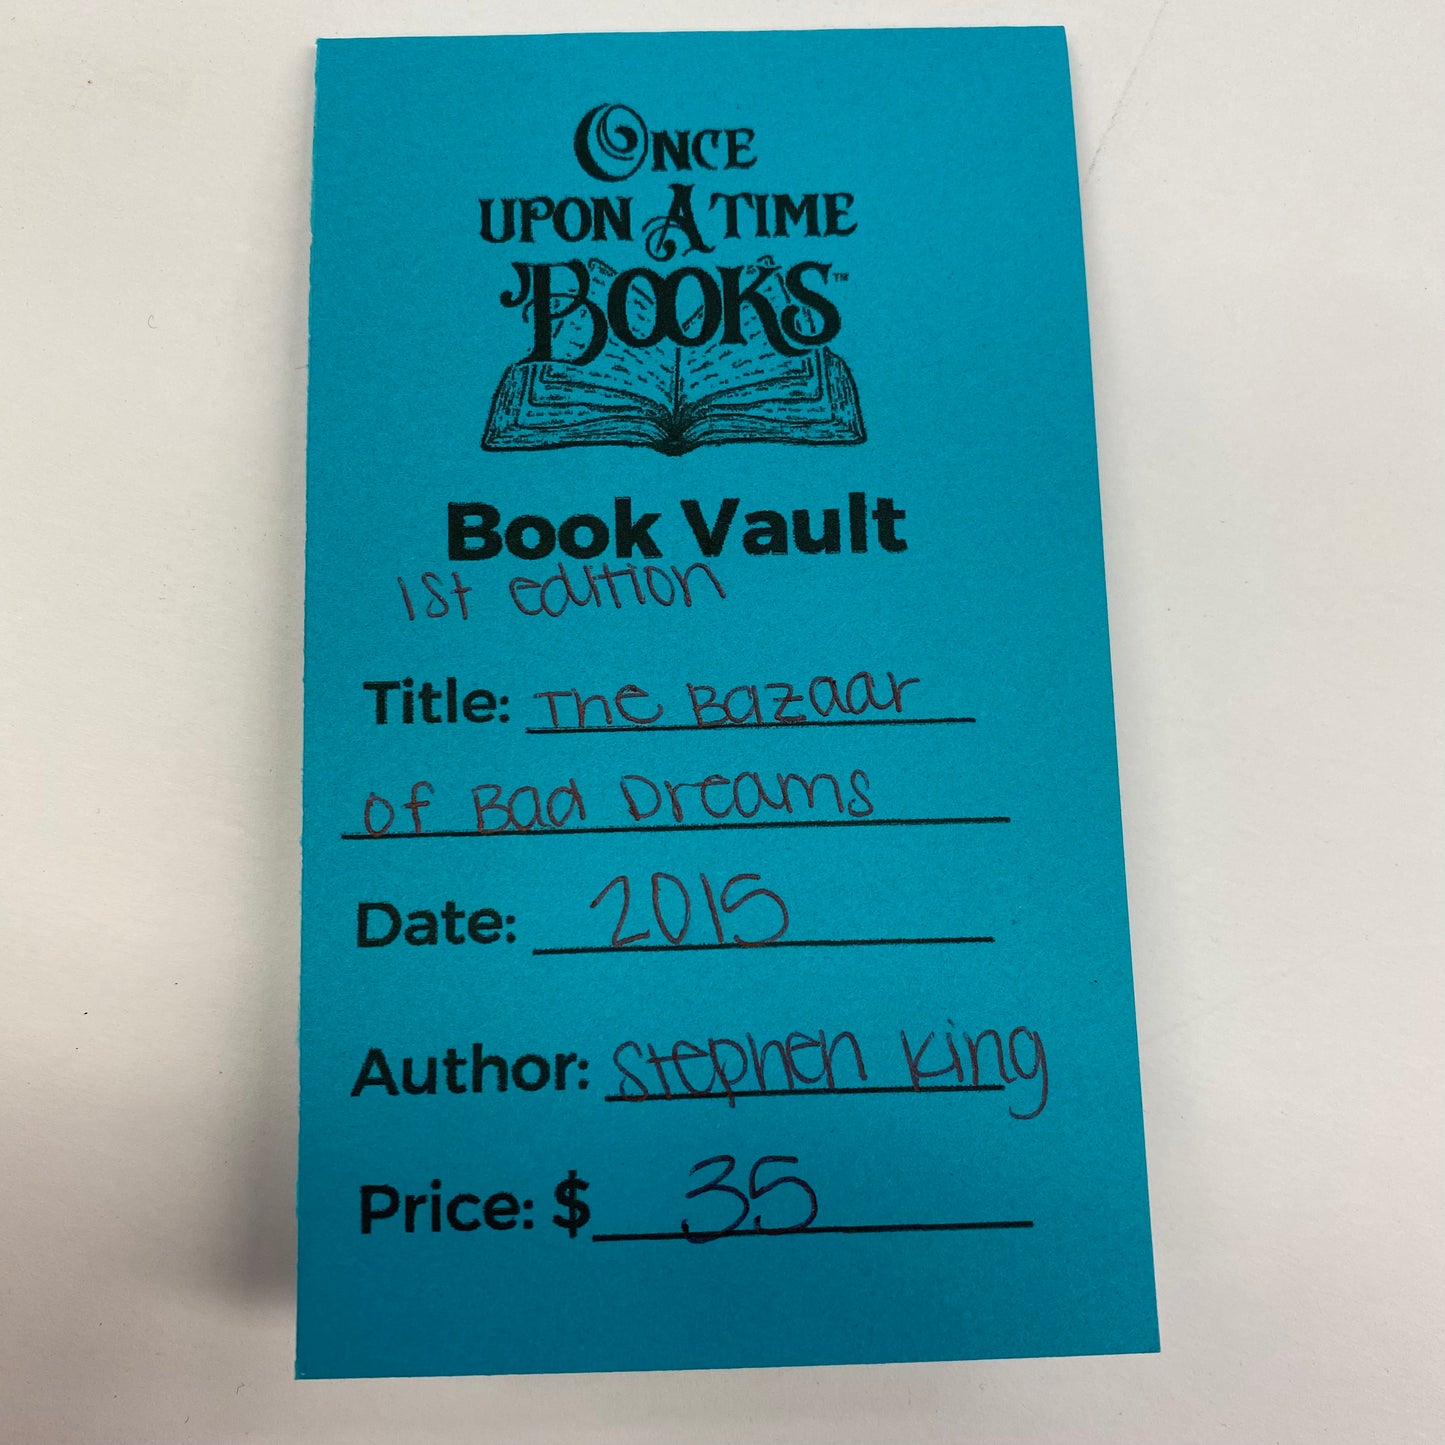 ONCE
UPON A TIME
BOOKS™
Book Vault
1st edition
Title: The Bazaar
of Bad Dreams
Date: 2015
Author: Stephen King
Price: $ 35